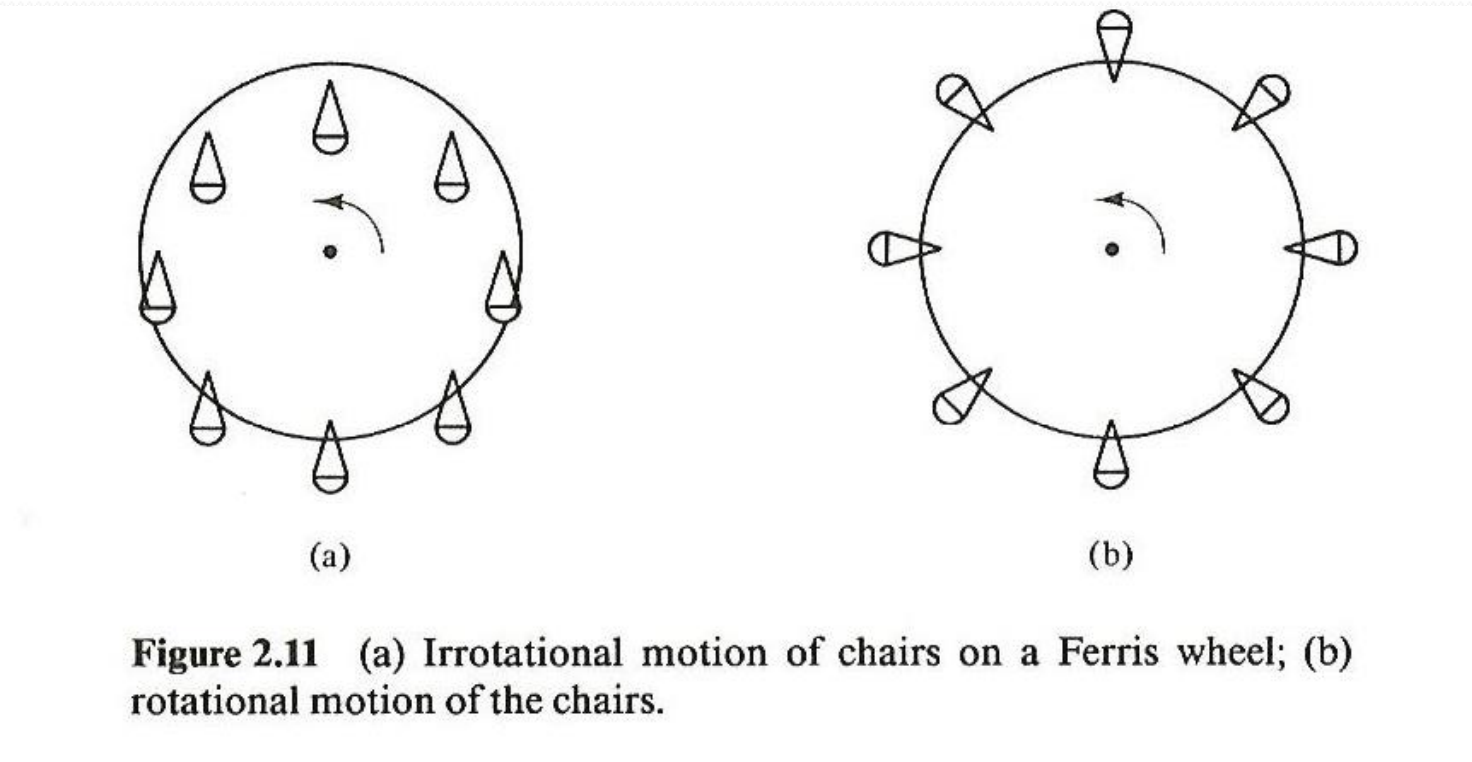 (a)
(b)
Figure 2.11 (a) Irrotational motion of chairs on a Ferris wheel; (b)
rotational motion of the chairs.